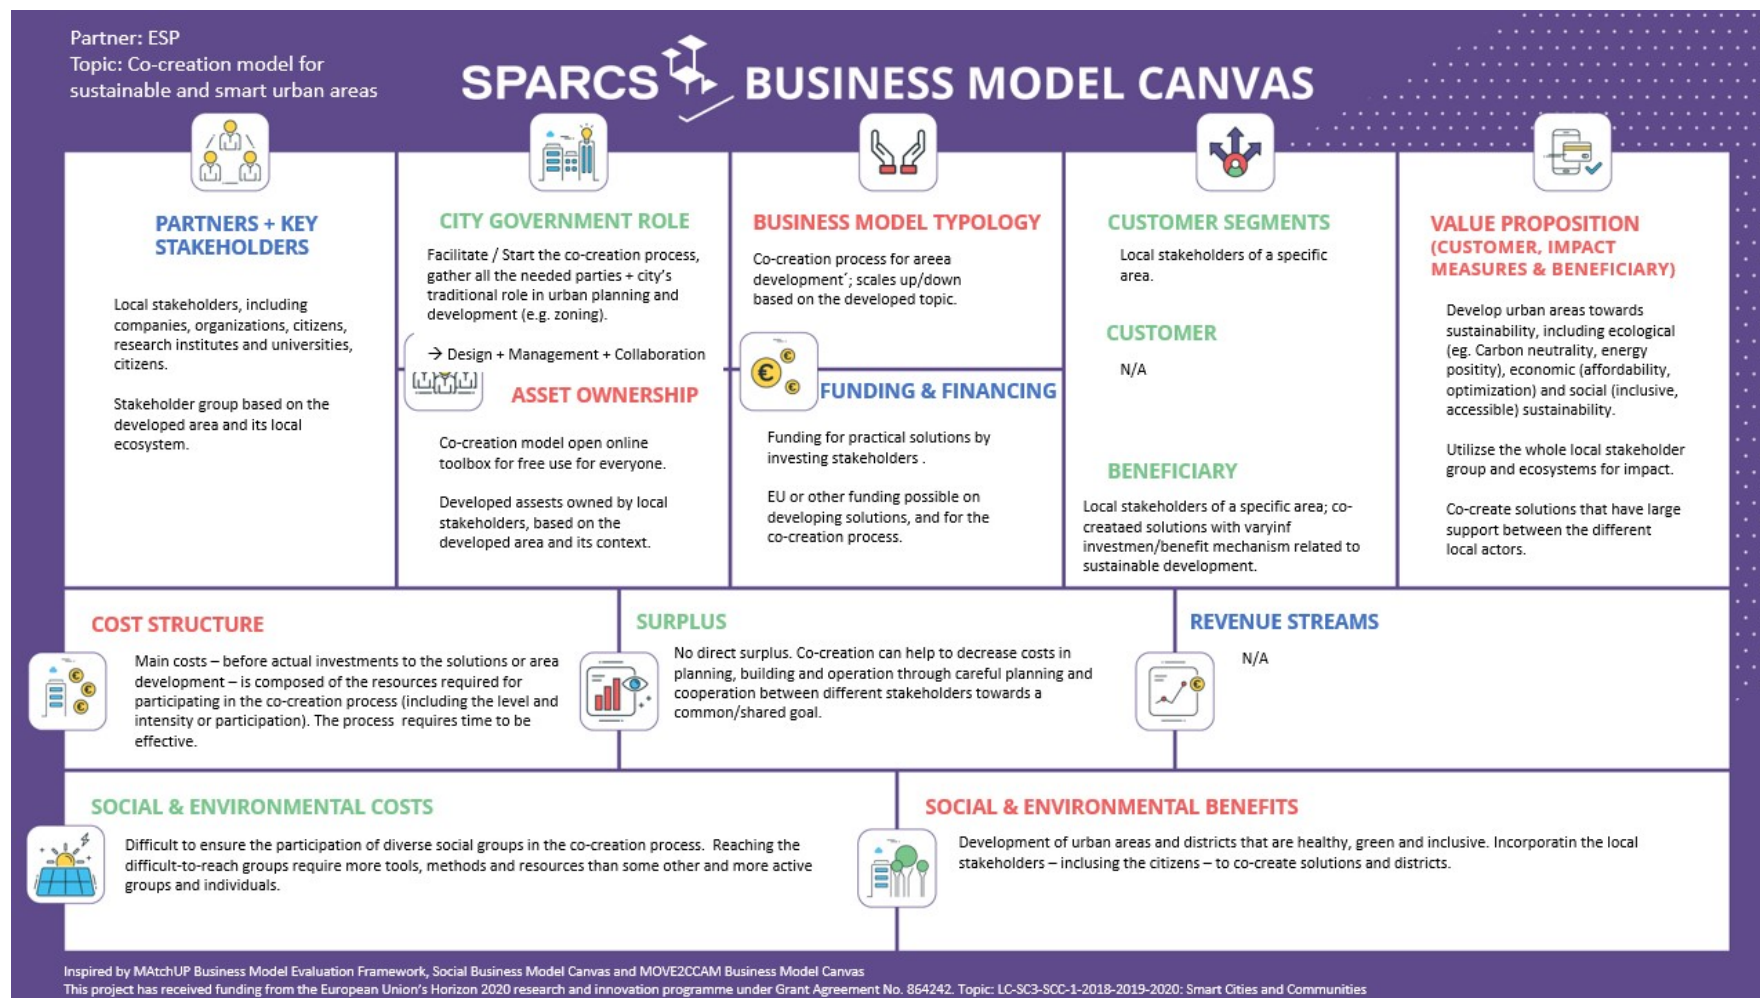 Partner: ESP
Topic: Co-creation model for
sustainable and smart urban areas
SPARCS BUSINESS MODEL CANVAS
PARTNERS + KEY
STAKEHOLDERS
Local stakeholders, including
companies, organizations, citizens,
research institutes and universities,
citizens.
Stakeholder group based on the
developed area and its local
ecosystem.
CITY GOVERNMENT ROLE
Facilitate / Start the co-creation process,
gather all the needed parties + city's
traditional role in urban planning and
development (e.g. zoning).
→ Design + Management + Collaboration
ASSET OWNERSHIP
Co-creation model open online
toolbox for free use for everyone.
Developed assests owned by local
stakeholders, based on the
developed area and its context.
BUSINESS MODEL TYPOLOGY
Co-creation process for areea
development´; scales up/down
based on the developed topic.
FUNDING & FINANCING
Funding for practical solutions by
investing stakeholders .
EU or other funding possible on
developing solutions, and for the
co-creation process.
CUSTOMER SEGMENTS
Local stakeholders of a specific
area.
CUSTOMER
N/A
BENEFICIARY
Local stakeholders of a specific area; co-
creataed solutions with varyinf
investmen/benefit mechanism related to
sustainable development.
VALUE PROPOSITION
(CUSTOMER, IMPACT
MEASURES & BENEFICIARY)
Develop urban areas towards
sustainability, including ecological
(eg. Carbon neutrality, energy
positity), economic (affordability,
optimization) and social (inclusive,
accessible) sustainability.
Utilizse the whole local stakeholder
group and ecosystems for impact.
Co-create solutions that have large
support between the different
local actors.
COST STRUCTURE
Main costs – before actual investments to the solutions or area
development – is composed of the resources required for
participating in the co-creation process (including the level and
intensity or participation). The process requires time to be
effective.
SURPLUS
No direct surplus. Co-creation can help to decrease costs in
planning, building and operation through careful planning and
cooperation between different stakeholders towards a
common/shared goal.
REVENUE STREAMS
N/A
SOCIAL & ENVIRONMENTAL COSTS
Difficult to ensure the participation of diverse social groups in the co-creation process. Reaching the
difficult-to-reach groups require more tools, methods and resources than some other and more active
groups and individuals.
SOCIAL & ENVIRONMENTAL BENEFITS
Development of urban areas and districts that are healthy, green and inclusive. Incorporatin the local
stakeholders – inclusing the citizens – to co-create solutions and districts.
Inspired by MAtchUP Business Model Evaluation Framework, Social Business Model Canvas and MOVE2CCAM Business Model Canvas
This project has received funding from the European Union's Horizon 2020 research and innovation programme under Grant Agreement No. 864242. Topic: LC-SC3-SCC-1-2018-2019-2020: Smart Cities and Communities